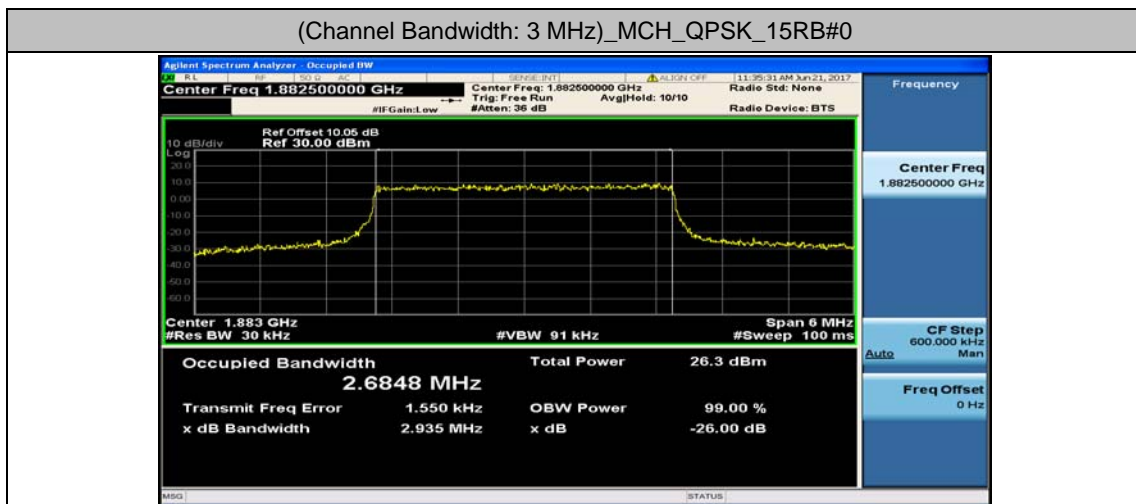 (Channel Bandwidth: 3 MHz)_MCH_QPSK_15RB#0
Agilent Spectrum Analyzer - Occupied BW
RL RF 50 Ω AC SENSE:INT ALIGN OFF 11:35:31 AM Jun 21, 2017
Center Freq 1.882500000 GHz
Center Freq: 1.882500000 GHz
Radio Std: None
Trig: Free Run Avg|Hold: 10/10
#IFGain:Low #Atten: 36 dB Radio Device: BTS
Ref Offset 10.05 dB
10 dB/div Ref 30.00 dBm
Log
20.0
10.0
0.00
-10.0
-20.0
-30.0
-40.0
-50.0
-60.0
Center 1.883 GHz Span 6 MHz
#Res BW 30 kHz #VBW 91 kHz #Sweep 100 ms
Occupied Bandwidth Total Power 26.3 dBm
2.6848 MHz
Transmit Freq Error 1.550 kHz OBW Power 99.00 %
x dB Bandwidth 2.935 MHz x dB -26.00 dB
MSG STATUS
Frequency
Center Freq
1.882500000 GHz
CF Step
600.000 kHz
Auto Man
Freq Offset
0 Hz